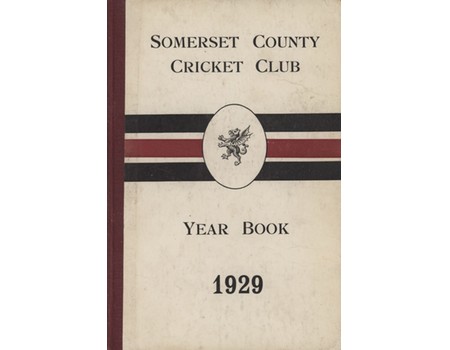 SOMERSET COUNTY
CRICKET CLUB
YEAR BOOK
1929